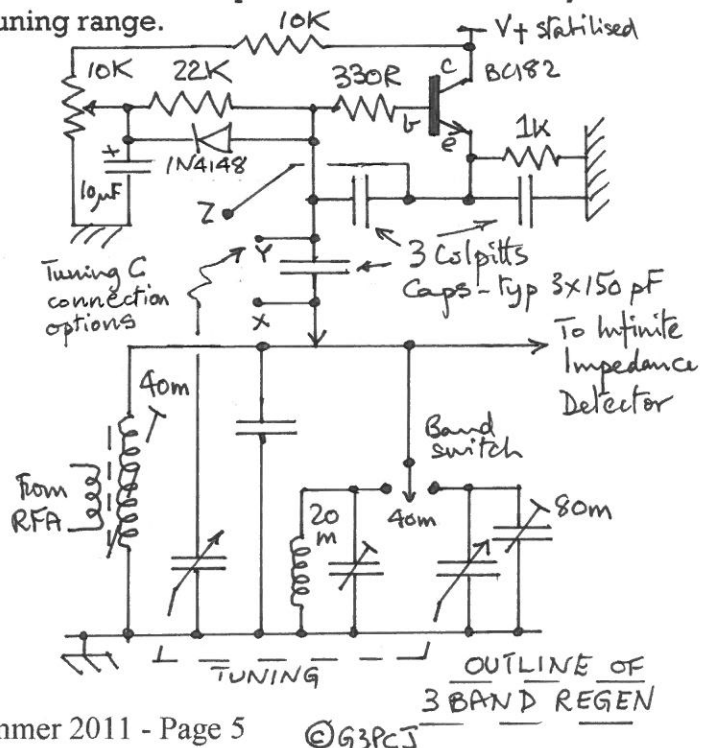 tuning range.
10K
V+ stabilised
10K
22K
330R
c
BC182
b
e
1K
+
1N4148
10µF
Z
Y
X
Tuning C
connection
options
3 Colpitts
Caps - typ 3x150 pF
To Infinite
Impedance
Detector
40m
Band
switch
From
RFA
20
m
40m
80m
TUNING
OUTLINE OF
3 BAND REGEN
mmer 2011 - Page 5
©G3PCJ